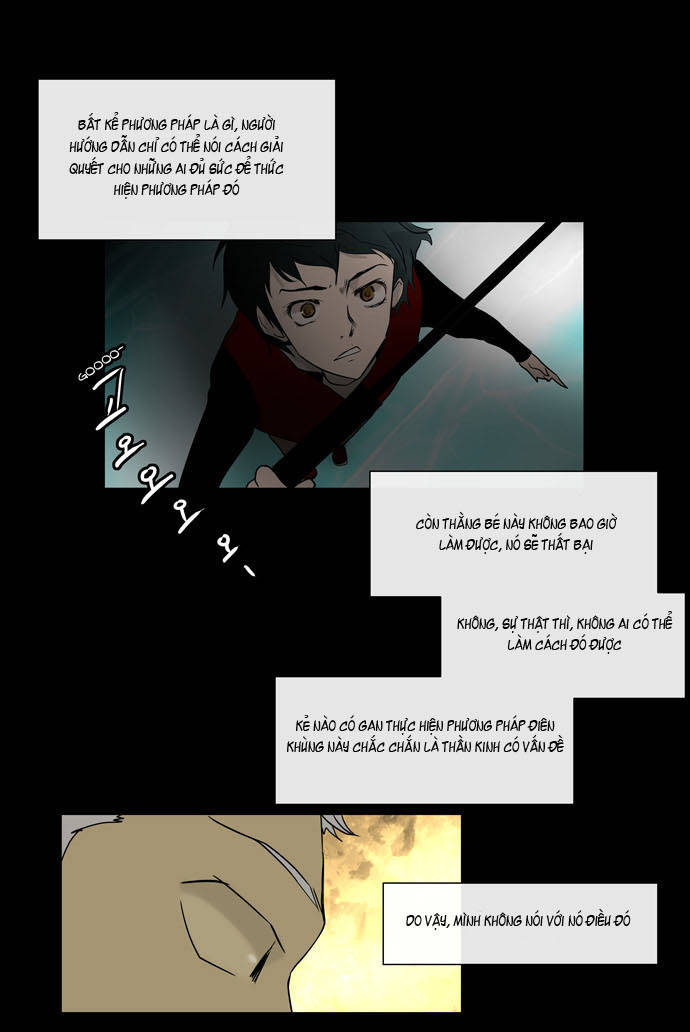 BẤT KỂ PHƯƠNG PHÁP LÀ GÌ, NGƯỜI
HƯỚNG DẪN CHỈ CÓ THỂ NÓI CÁCH GIẢI
QUYẾT CHO NHỮNG AI ĐỦ SỨC ĐỂ THỨC
HIỆN PHƯƠNG PHÁP ĐÓ
GOOOO-
고오오오오-
CÒN THẰNG BÉ NÀY KHÔNG BAO GIỜ
LÀM ĐƯỢC, NÓ SẼ THẤT BẠI
KHÔNG, SỰ THẬT THÌ, KHÔNG AI CÓ THỂ
LÀM CÁCH ĐÓ ĐƯỢC
KẺ NÀO CÓ GAN THỰC HIỆN PHƯƠNG PHÁP ĐIÊN
KHÙNG NÀY CHẮC CHẮN LÀ THẦN KINH CÓ VẤN ĐỀ
DO VẬY, MÌNH KHÔNG NÓI VỚI NÓ ĐIỀU ĐÓ